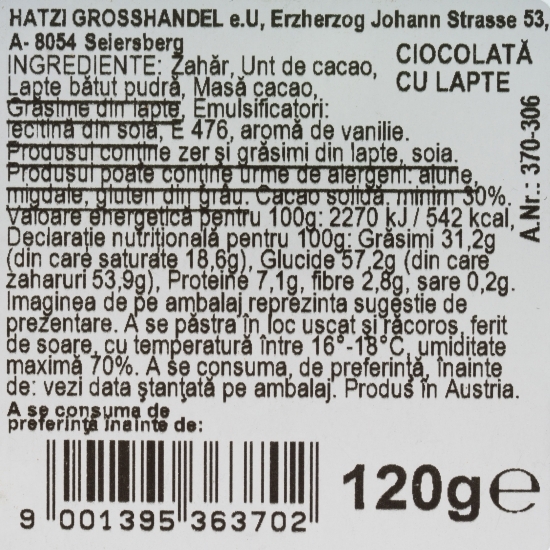 HATZI GROSSHANDEL e.U, Erzherzog Johann Strasse 53,
A- 8054 Seiersberg
CIOCOLATĂ
CU LAPTE
INGREDIENTE: Zahăr, Unt de cacao,
Lapte bătut pudră, Masă cacao,
Grăsime din lapte, Emulsificatori:
lecitină din soia, E 476, aromă de vanilie.
Produsul conține zer și grăsimi din lapte, soia.
Produsul poate conține urme de alergeni: alune,
migdale, gluten din grâu. Cacao solidă, minim 30%.
Valoare energetică pentru 100g: 2270 kJ / 542 kcal,
Declarație nutrițională pentru 100g: Grăsimi 31,2g
(din care saturate 18,6g), Glucide 57,2g (din care
zaharuri 53,9g), Proteine 7,1g, fibre 2,8g, sare 0,2g.
Imaginea de pe ambalaj reprezinta sugestie de
prezentare. A se păstra în loc uscat și răcoros, ferit
de soare, cu temperatură între 16°-18°C, umiditate
maximă 70%. A se consuma, de preferință, înainte
de: vezi data ștanțată pe ambalaj. Produs în Austria.
A se consuma de
preferință înainte de:
A.Nr.: 370-306
120g℮
9 001395 363702